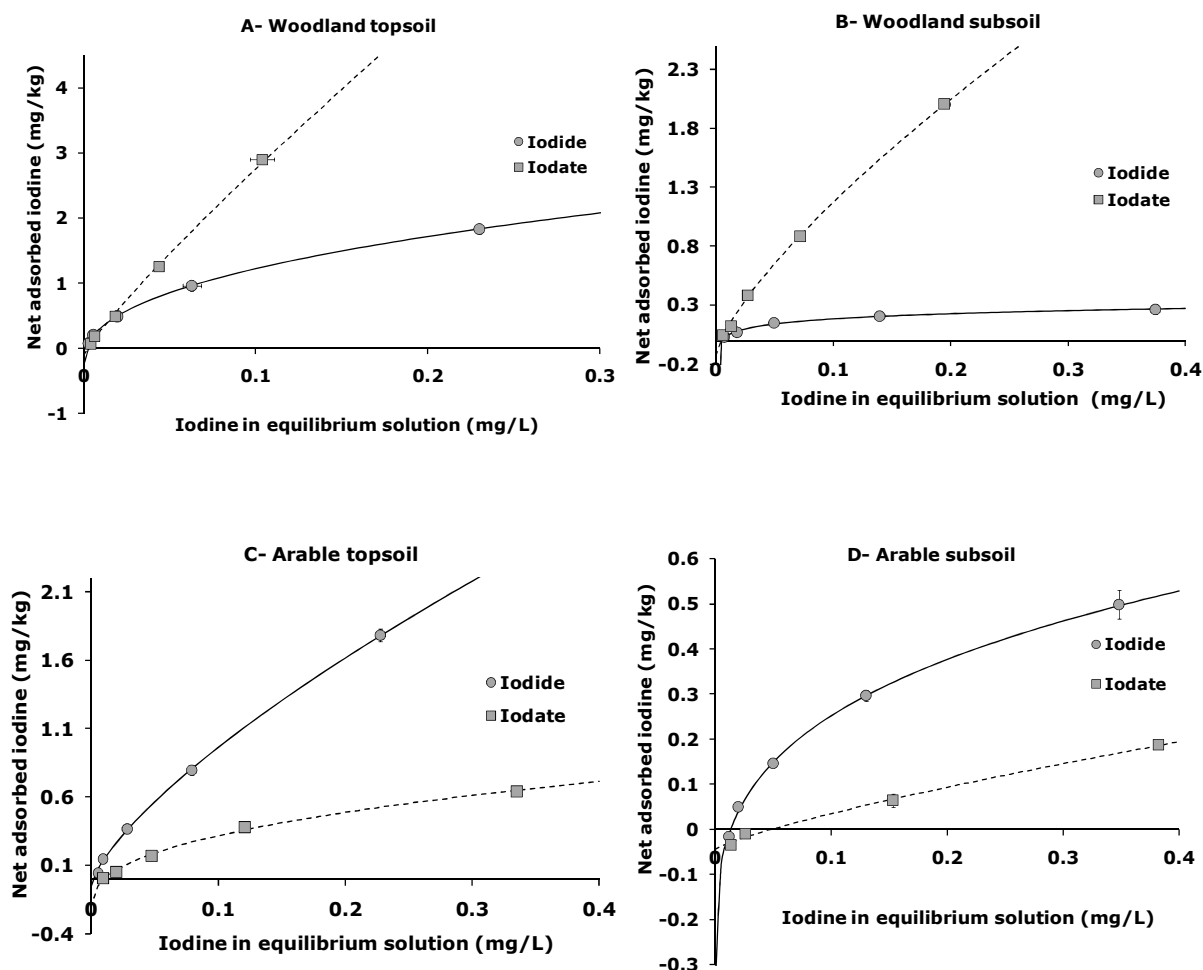 A- Woodland topsoil
Net adsorbed iodine (mg/kg)
4
3
2
1
0
-1
0
0.1
0.2
0.3
Iodide
Iodate
Iodine in equilibrium solution (mg/L)
B- Woodland subsoil
Net adsorbed iodine (mg/kg)
2.3
1.8
1.3
0.8
0.3
-0.2
0
0.1
0.2
0.3
0.4
Iodide
Iodate
Iodine in equilibrium solution (mg/L)
C- Arable topsoil
Net adsorbed iodine (mg/kg)
2.1
1.6
1.1
0.6
0.1
-0.4
0
0.1
0.2
0.3
0.4
Iodide
Iodate
Iodine in equilibrium solution (mg/L)
D- Arable subsoil
Net adsorbed iodine (mg/kg)
0.6
0.5
0.4
0.3
0.2
0.1
0
-0.1
-0.2
-0.3
0
0.1
0.2
0.3
0.4
Iodide
Iodate
Iodine in equilibrium solution (mg/L)